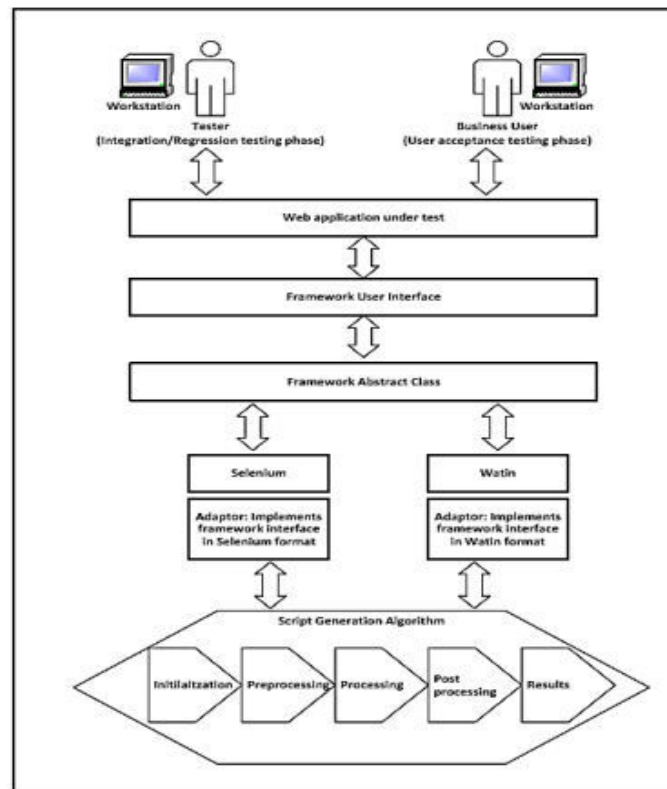 Workstation
Workstation
Tester
(Integration/Regression testing phase)
Business User
(User acceptance testing phase)
Web application under test
Framework User Interface
Framework Abstract Class
Selenium
Watin
Adaptor: Implements
framework interface
in Selenium format
Adaptor: Implements
framework interface
in Watin format
Script Generation Algorithm
Initilaitzation
Preprocessing
Processing
Post
processing
Results